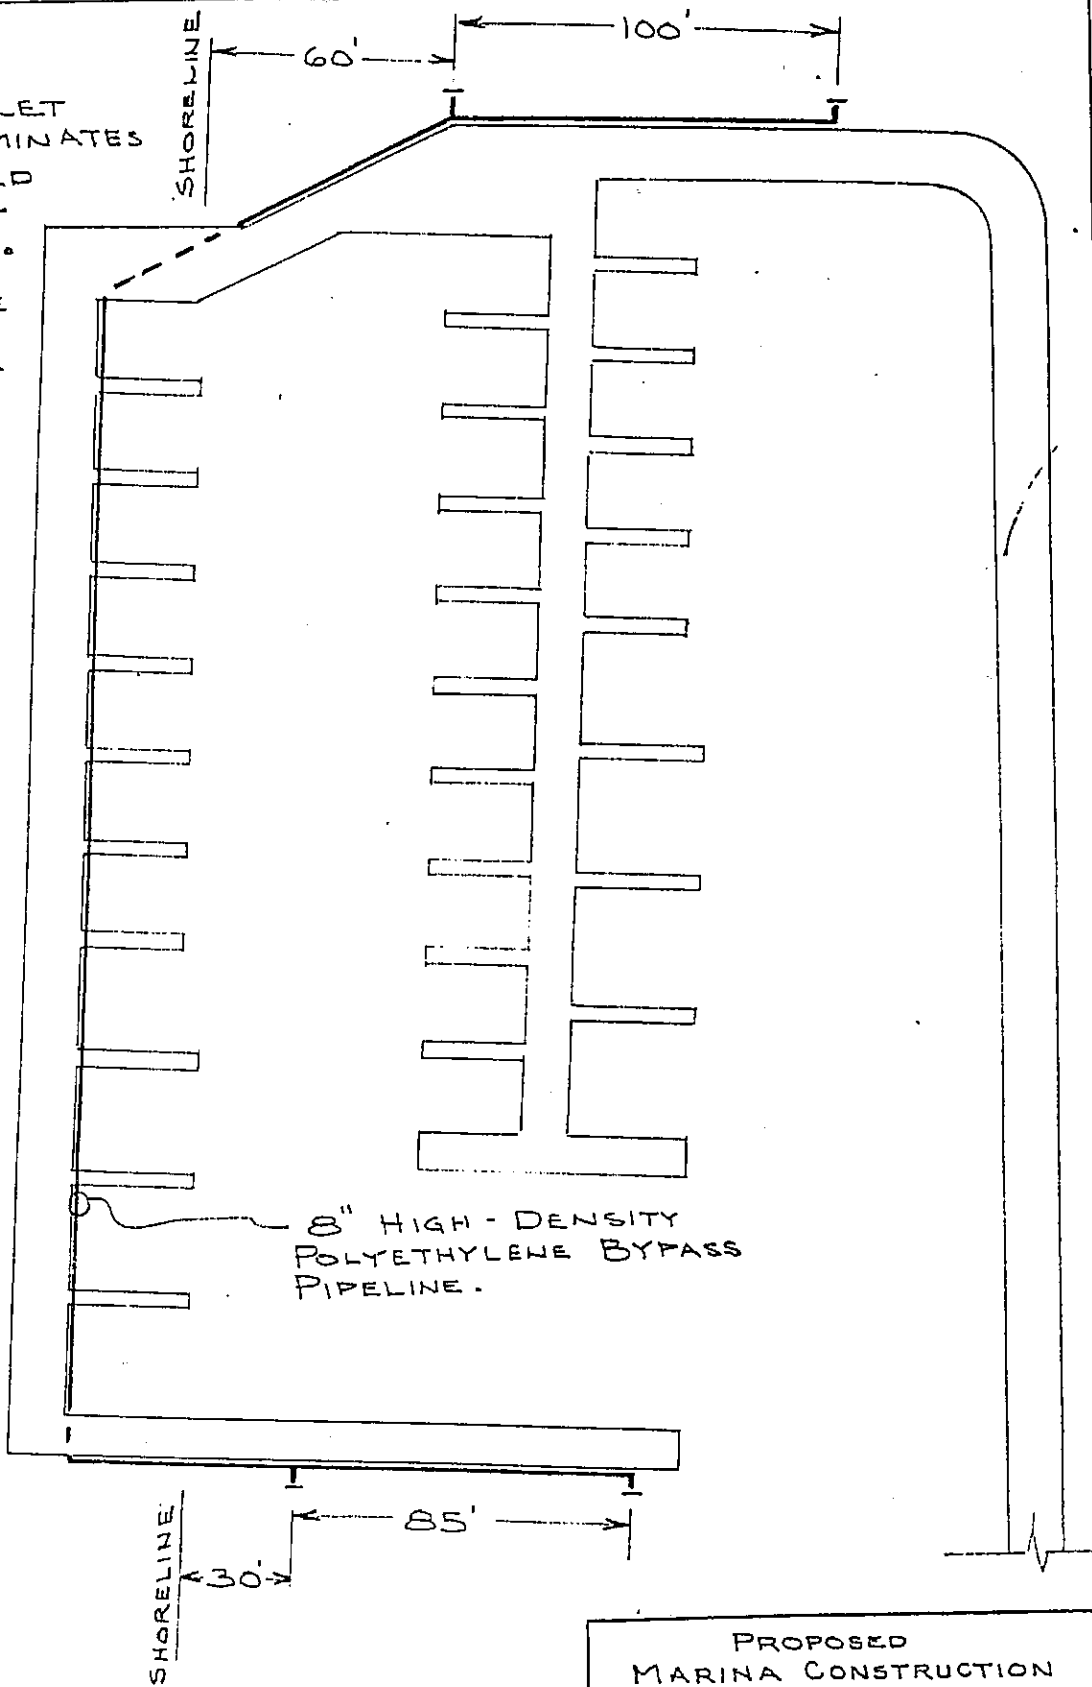 SHORELINE
60'
100'
8" HIGH-DENSITY
POLYETHYLENE BYPASS
PIPELINE.
85'
30'
SHORELINE
PROPOSED
MARINA CONSTRUCTION